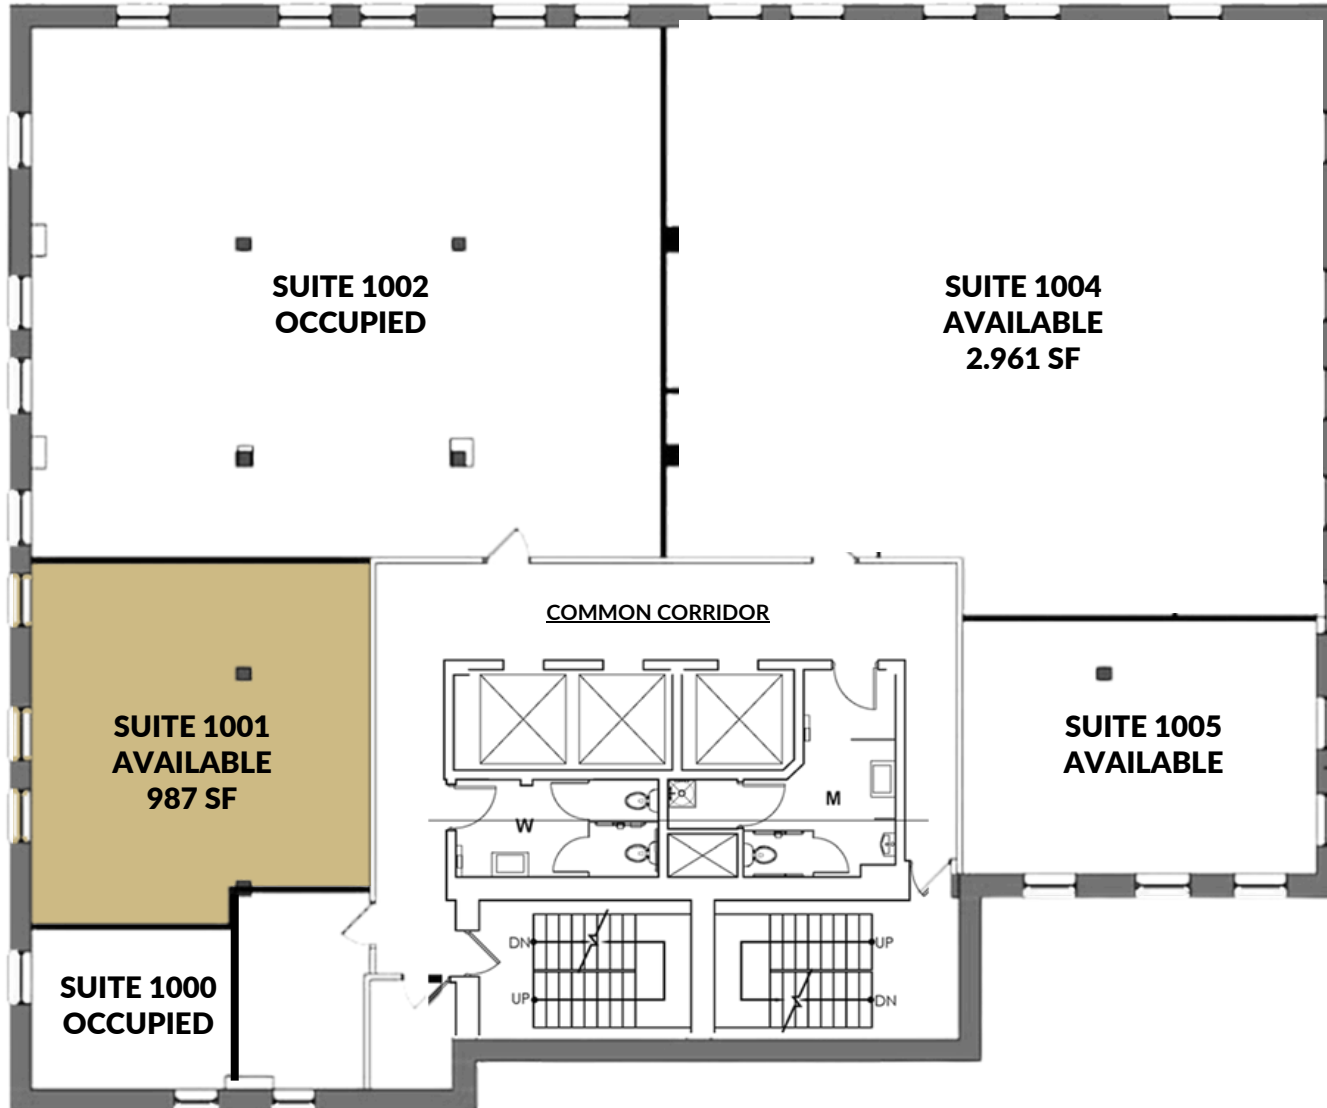 SUITE 1002
OCCUPIED
SUITE 1004
AVAILABLE
2.961 SF
COMMON CORRIDOR
SUITE 1001
AVAILABLE
987 SF
SUITE 1005
AVAILABLE
W
M
DN
UP
UP
DN
SUITE 1000
OCCUPIED